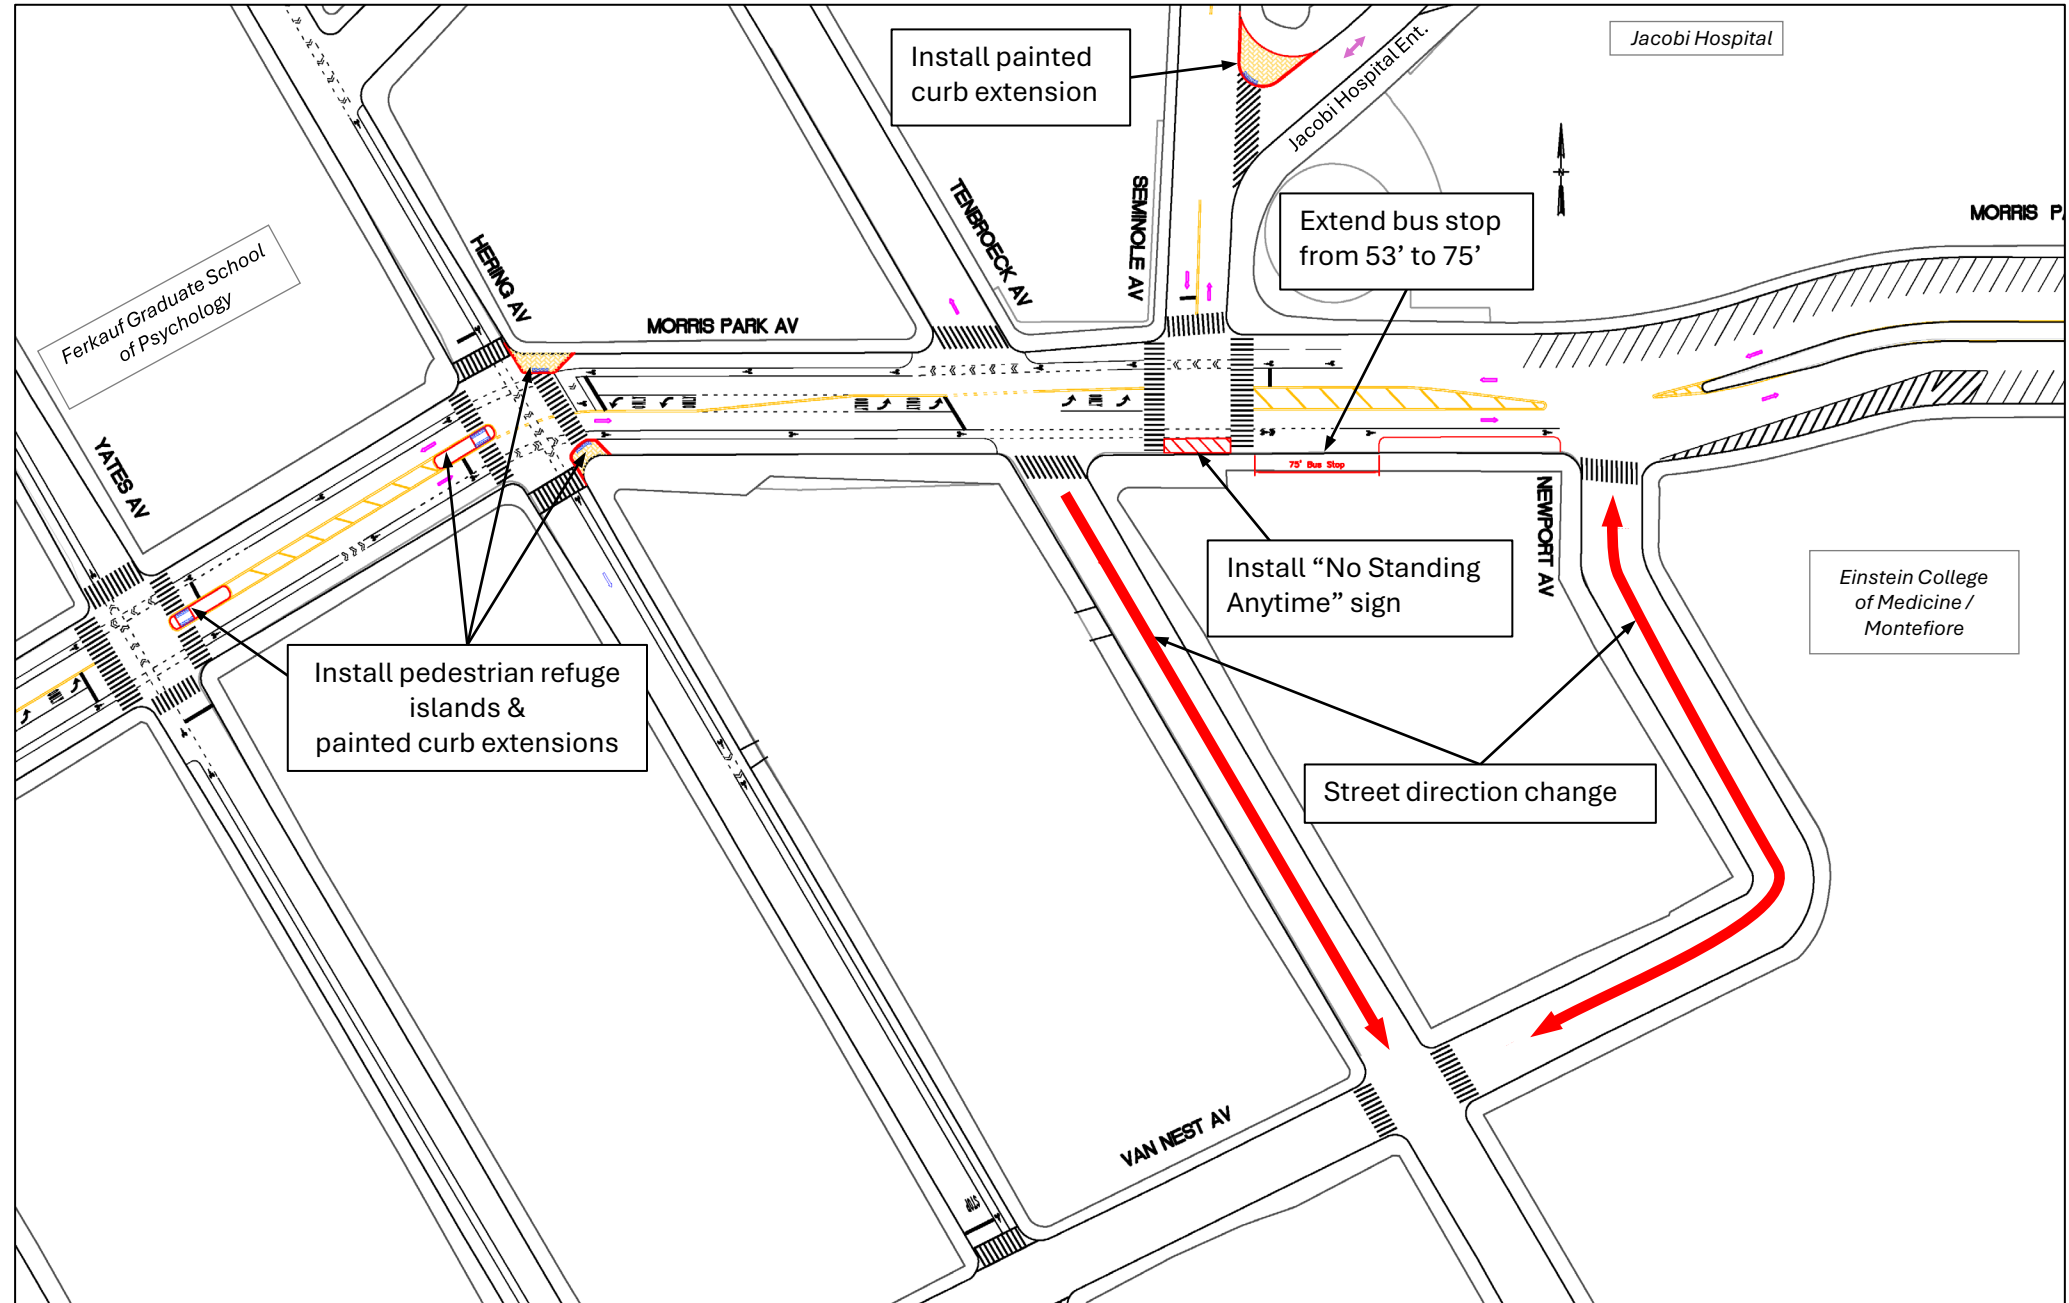 Install painted
curb extension
Jacobi Hospital
Jacobi Hospital Ent.
Extend bus stop
from 53’ to 75’
MORRIS P
TENBROECK AV
SEMINOLE AV
HERING AV
MORRIS PARK AV
Ferkauf Graduate School
of Psychology
YATES AV
75' Bus Stop
NEWPORT AV
Install “No Standing
Anytime” sign
Einstein College
of Medicine /
Montefiore
Install pedestrian refuge
islands &
painted curb extensions
Street direction change
VAN NEST AV
STOP